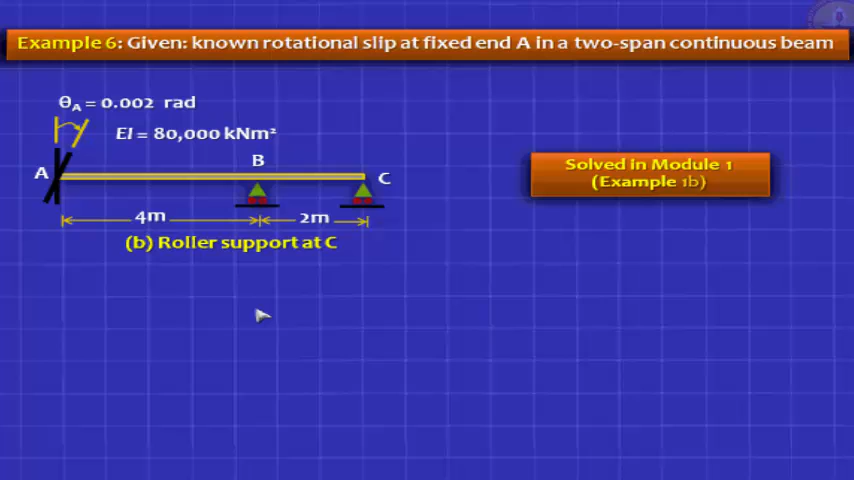 Example 6: Given: known rotational slip at fixed end A in a two-span continuous beam
θA = 0.002 rad
EI = 80,000 kNm²
A
B
C
4m
2m
(b) Roller support at C
Solved in Module 1
(Example 1b)